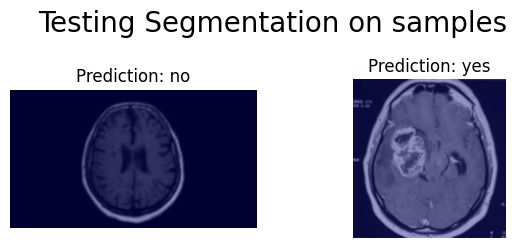 Testing Segmentation on samples
Prediction: no
Prediction: yes